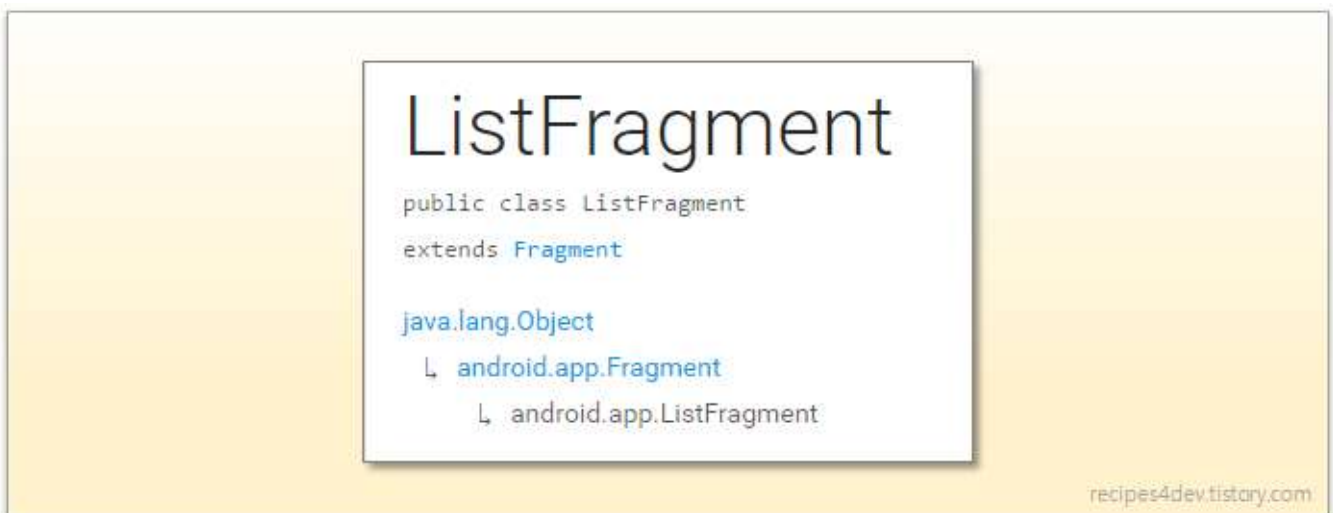 ListFragment
public class ListFragment
extends Fragment
java.lang.Object
↳ android.app.Fragment
↳ android.app.ListFragment
recipes4dev.tistory.com